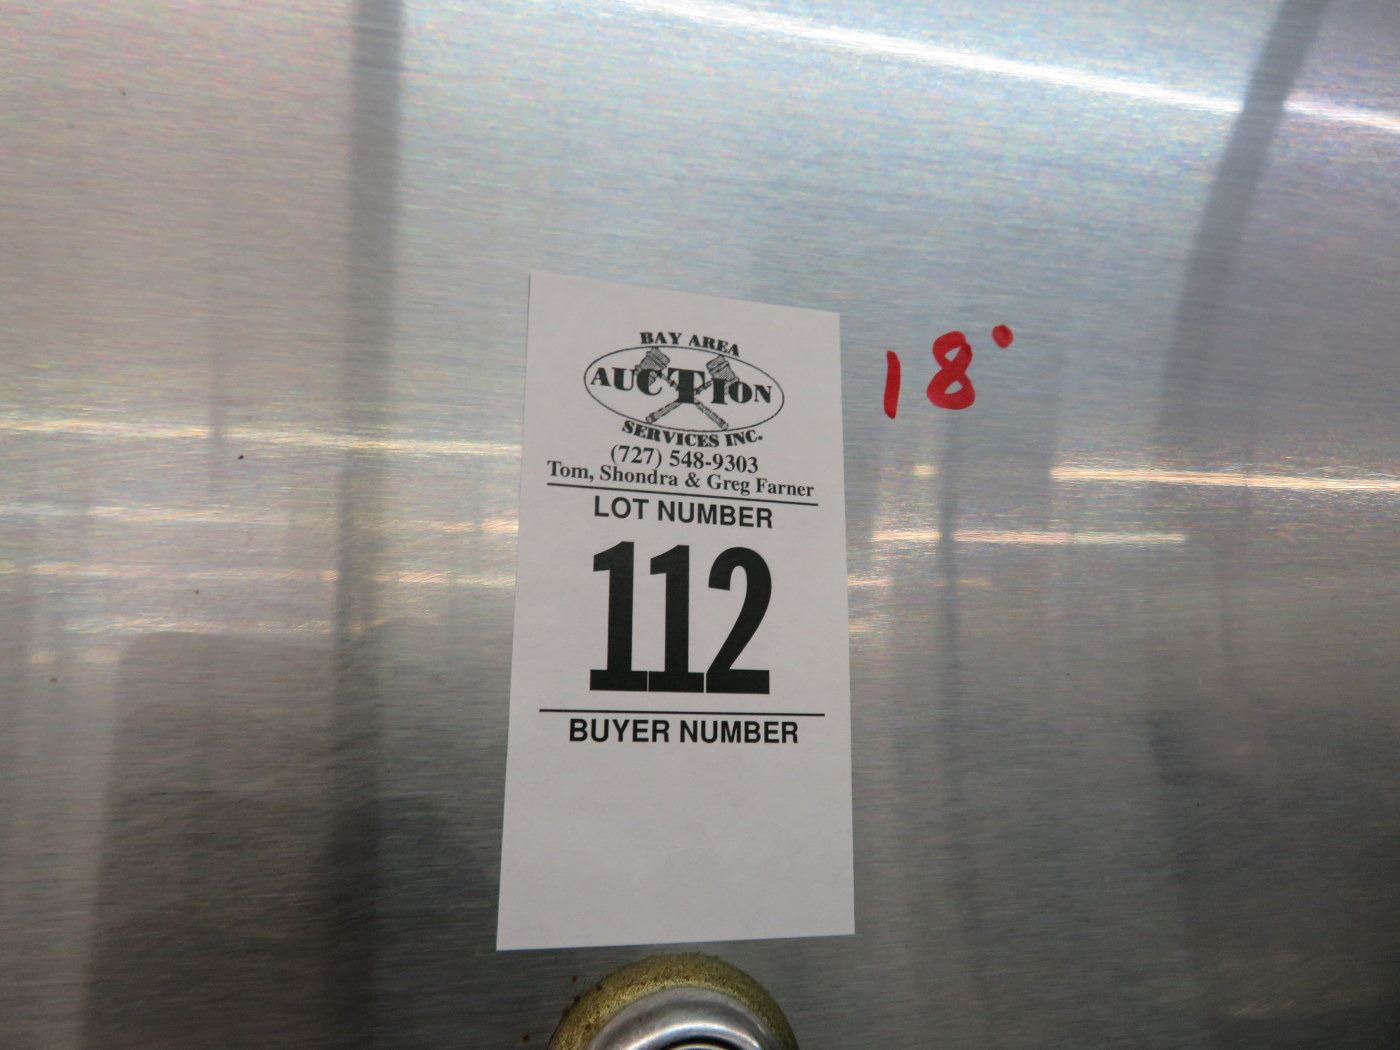 BAY AREA
AUCTION
SERVICES INC.
(727) 548-9303
Tom, Shondra & Greg Farner
LOT NUMBER
112
BUYER NUMBER
18°